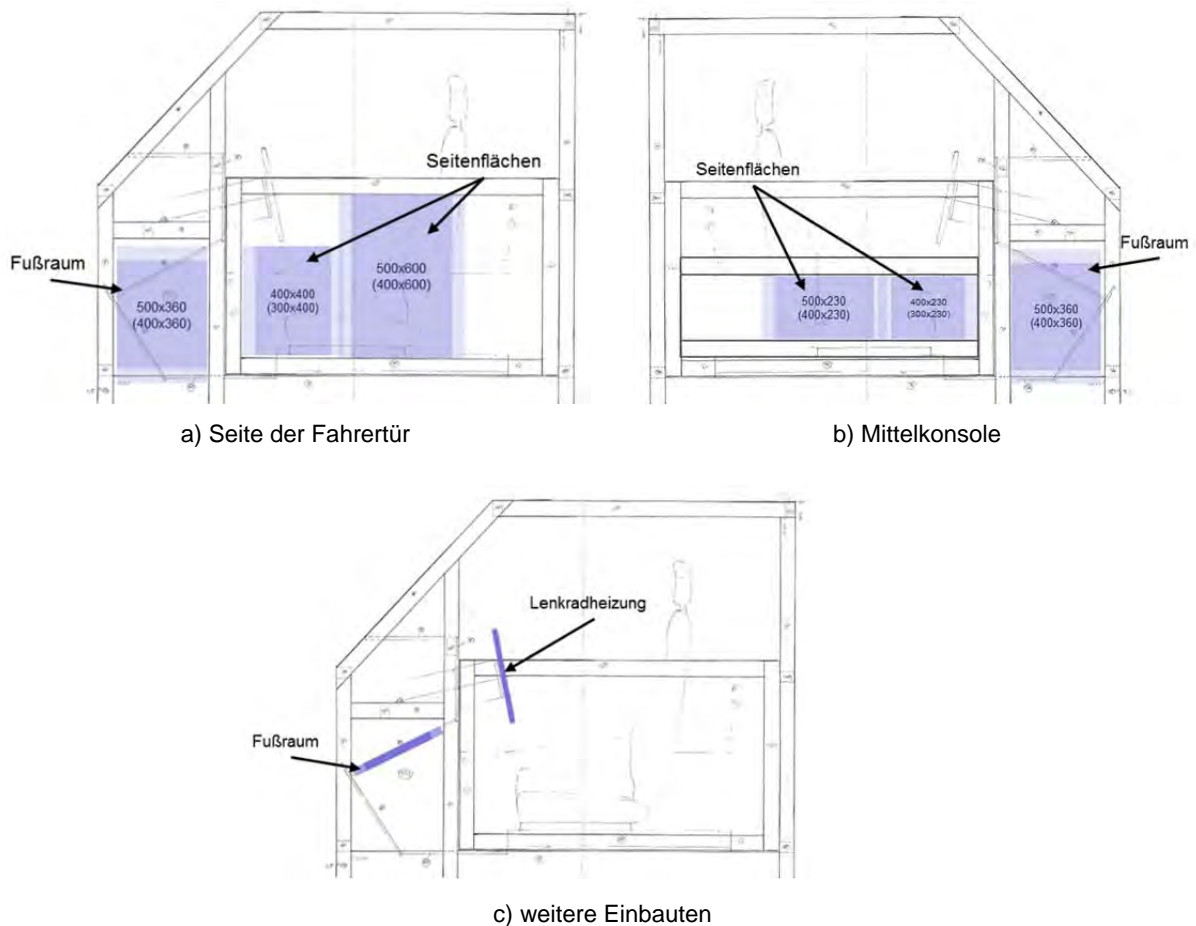 Seitenflächen
Fußraum
500x600
(400x600)
400x400
(300x400)
500x360
(400x360)
a) Seite der Fahrertür
Seitenflächen
Fußraum
500x230
(400x230)
400x230
(300x230)
500x360
(400x360)
b) Mittelkonsole
Lenkradheizung
Fußraum
c) weitere Einbauten